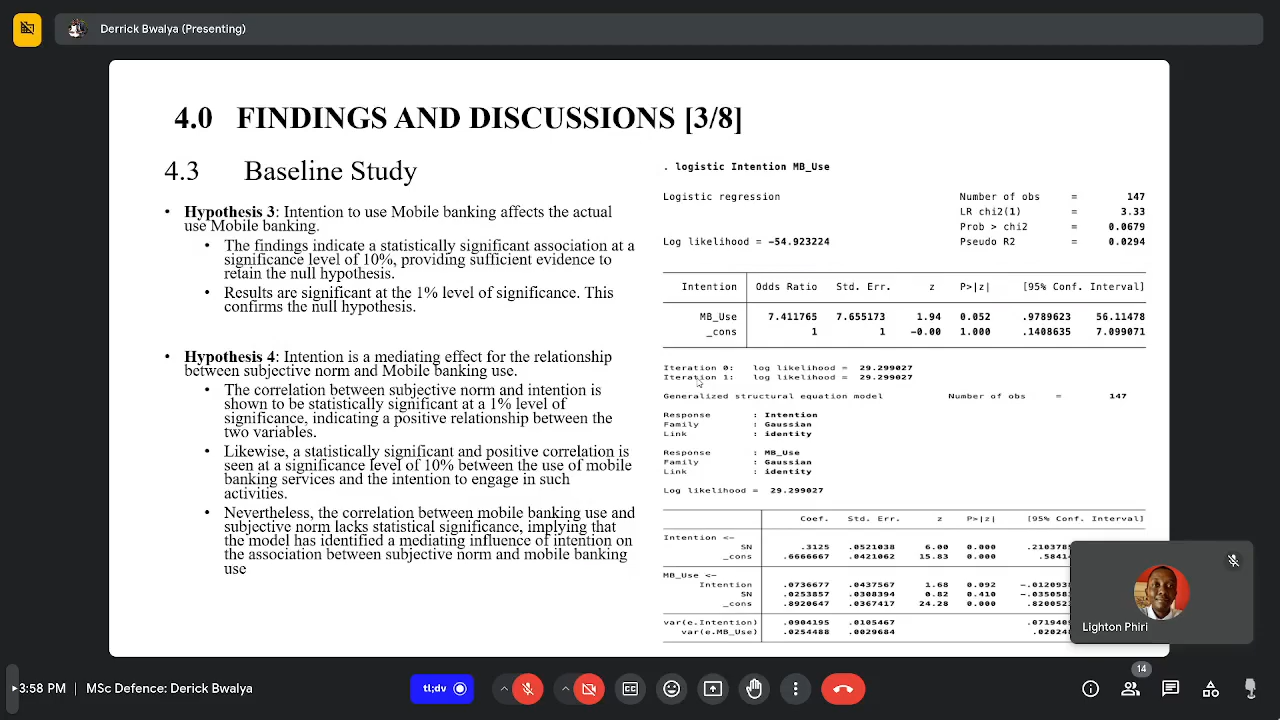 Derrick Bwalya (Presenting)
4.0 FINDINGS AND DISCUSSIONS [3/8]
4.3 Baseline Study
• Hypothesis 3: Intention to use Mobile banking affects the actual
use Mobile banking.
• The findings indicate a statistically significant association at a
significance level of 10%, providing sufficient evidence to
retain the null hypothesis.
• Results are significant at the 1% level of significance. This
confirms the null hypothesis.
• Hypothesis 4: Intention is a mediating effect for the relationship
between subjective norm and Mobile banking use.
• The correlation between subjective norm and intention is
shown to be statistically significant at a 1% level of
significance, indicating a positive relationship between the
two variables.
• Likewise, a statistically significant and positive correlation is
seen at a significance level of 10% between the use of mobile
banking services and the intention to engage in such
activities.
• Nevertheless, the correlation between mobile banking use and
subjective norm lacks statistical significance, implying that
the model has identified a mediating influence of intention on
the association between subjective norm and mobile banking
use
. logistic Intention MB_Use
Logistic regression Number of obs = 147
LR chi2(1) = 3.33
Prob > chi2 = 0.0679
Log likelihood = -54.923224 Pseudo R2 = 0.0294
Intention Odds Ratio Std. Err. z P>|z| [95% Conf. Interval]
MB_Use 7.411765 7.655173 1.94 0.052 .9789623 56.11478
_cons 1 1 -0.00 1.000 .1408635 7.099071
Iteration 0: log likelihood = 29.299027
Iteration 1: log likelihood = 29.299027
Generalized structural equation model Number of obs = 147
Response : Intention
Family : Gaussian
Link : identity
Response : MB_Use
Family : Gaussian
Link : identity
Log likelihood = 29.299027
Coef. Std. Err. z P>|z| [95% Conf. Interval]
Intention <-
SN .3125 .0521038 6.00 0.000 .210378
_cons .6666667 .0421062 15.83 0.000 .5841
MB_Use <-
Intention .0736677 .0437567 1.68 0.092 -.012093
SN .0253857 .0308394 0.82 0.410 -.035058
_cons .8920647 .0367417 24.28 0.000 .820052
var(e.Intention) .0904195 .0105467 .071940
var(e.MB_Use) .0254488 .0029684 .0202
Lighton Phiri
3:58 PM | MSc Defence: Derick Bwalya
tl;dv
CC
14